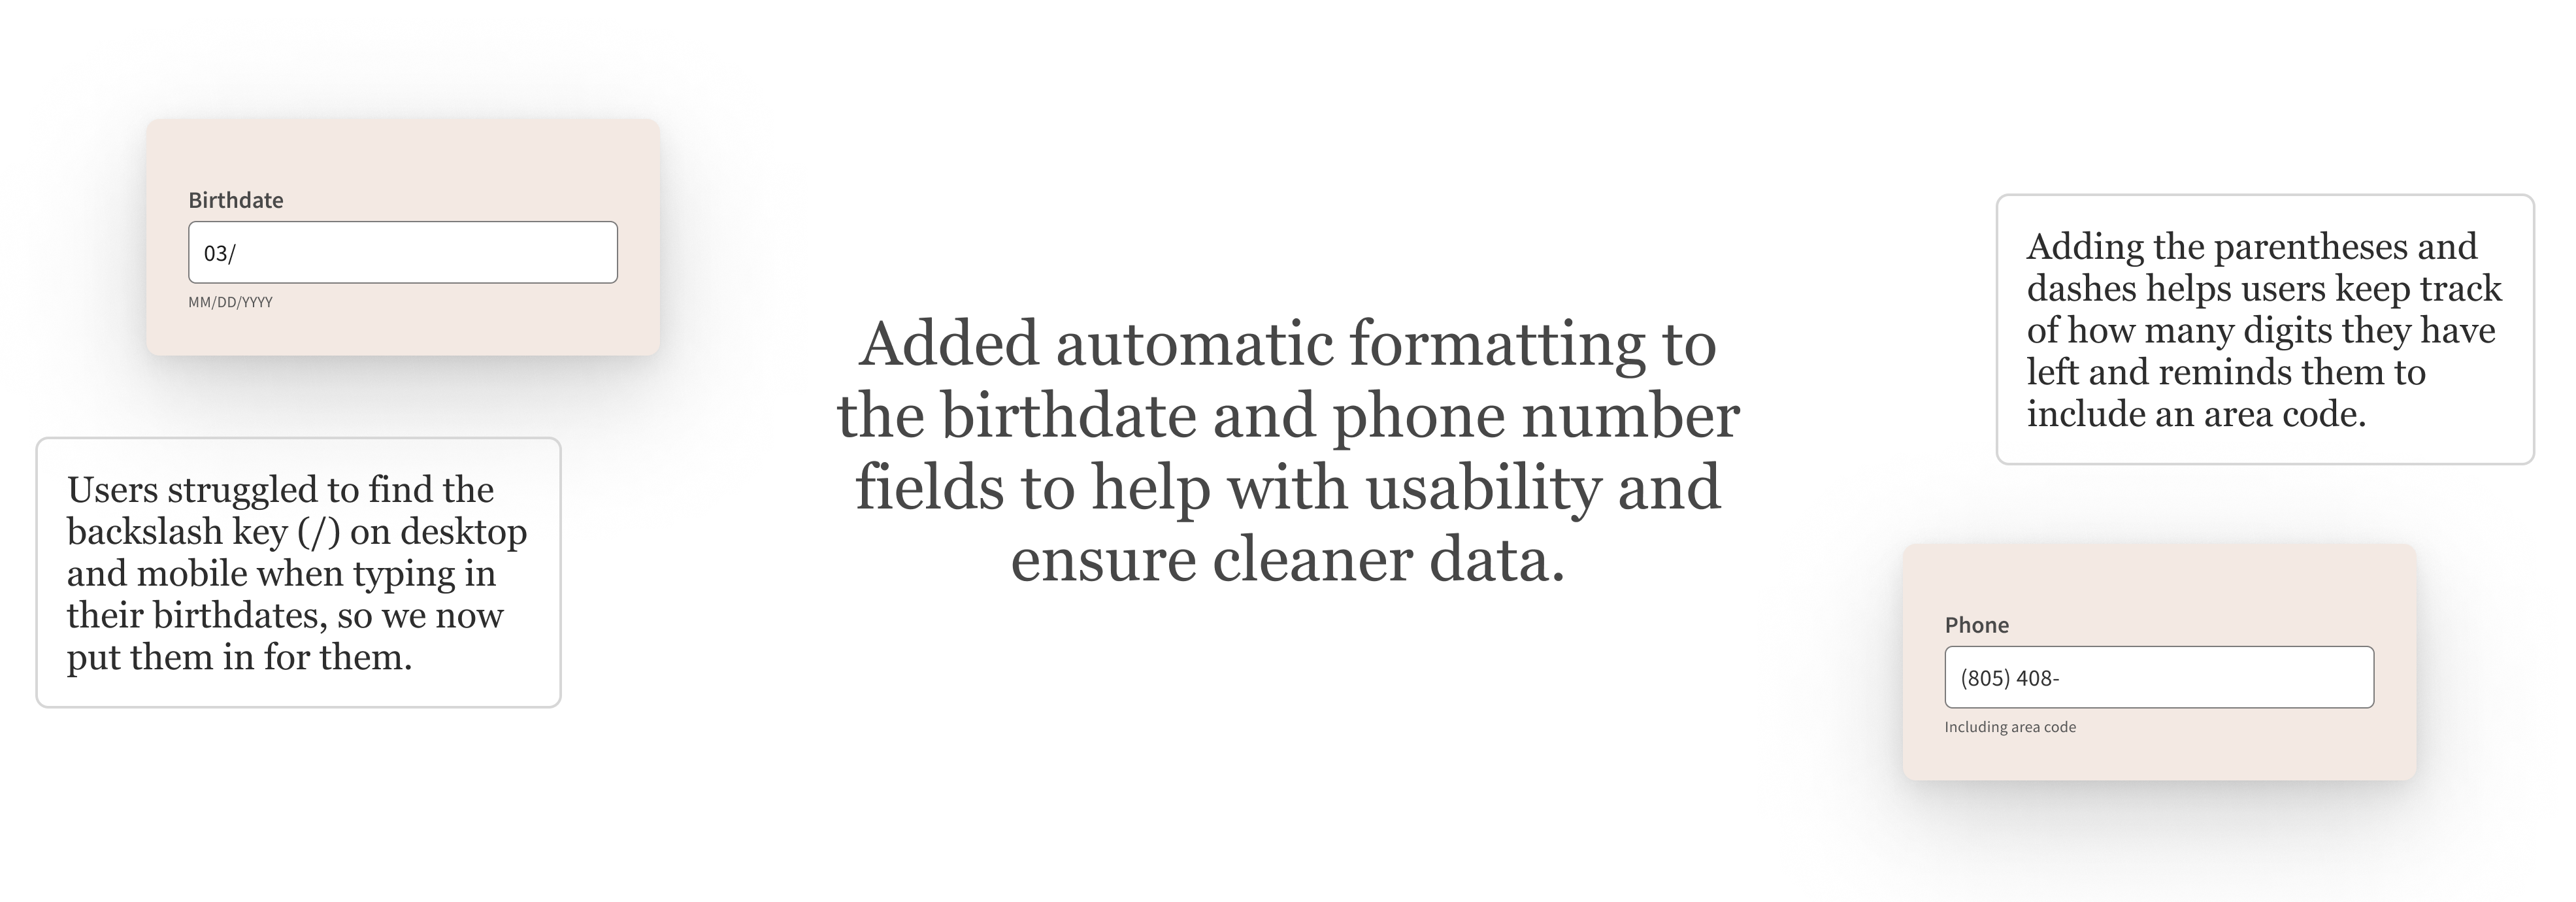 Birthdate
03/
MM/DD/YYYY
Users struggled to find the
backslash key (/) on desktop
and mobile when typing in
their birthdates, so we now
put them in for them.
Added automatic formatting to
the birthdate and phone number
fields to help with usability and
ensure cleaner data.
Adding the parentheses and
dashes helps users keep track
of how many digits they have
left and reminds them to
include an area code.
Phone
(805) 408-
Including area code